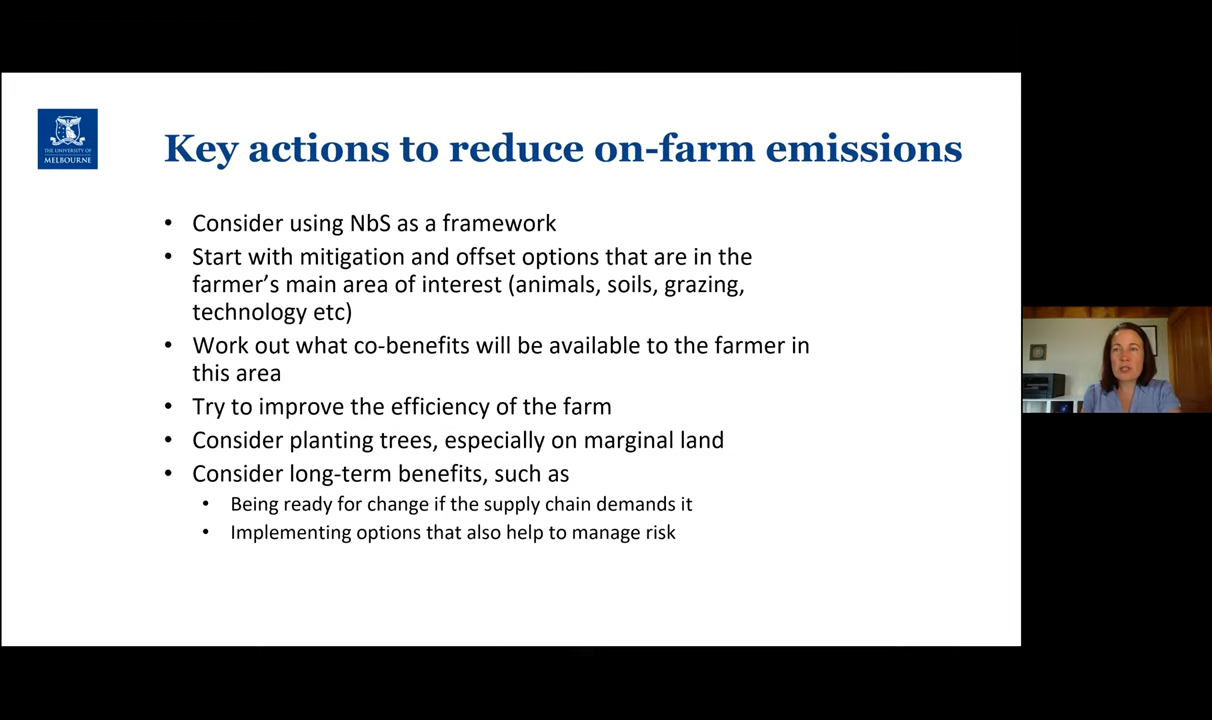 THE UNIVERSITY OF
MELBOURNE
Key actions to reduce on-farm emissions
• Consider using NbS as a framework
• Start with mitigation and offset options that are in the
farmer’s main area of interest (animals, soils, grazing,
technology etc)
• Work out what co-benefits will be available to the farmer in
this area
• Try to improve the efficiency of the farm
• Consider planting trees, especially on marginal land
• Consider long-term benefits, such as
• Being ready for change if the supply chain demands it
• Implementing options that also help to manage risk